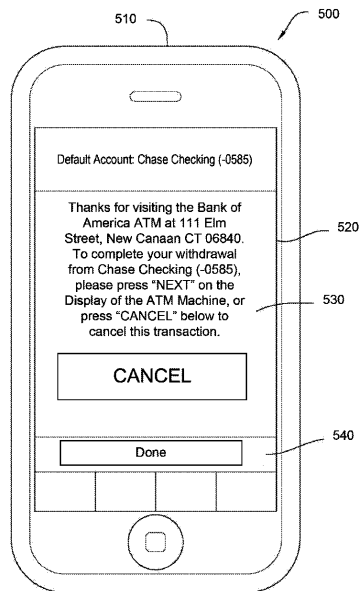 510
500
Default Account: Chase Checking (-0585)
Thanks for visiting the Bank of
America ATM at 111 Elm
Street, New Canaan CT 06840.
To complete your withdrawal
from Chase Checking (-0585),
please press “NEXT” on the
Display of the ATM Machine, or
press “CANCEL” below to
cancel this transaction.
520
530
CANCEL
540
Done